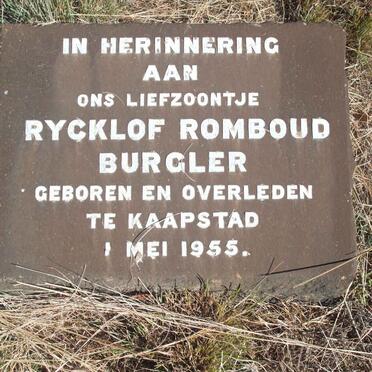 IN HERINNERING
AAN
ONS LIEFZOONTJE
RYCKLOF ROMBOUD
BURGLER
GEBOREN EN OVERLEDEN
TE KAAPSTAD
1 MEI 1955.